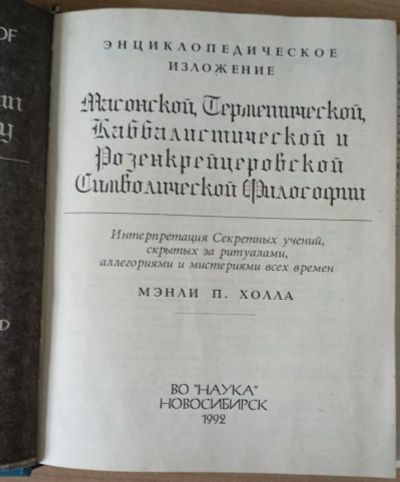 OF
ЭНЦИКЛОПЕДИЧЕСКОЕ
ИЗЛОЖЕНИЕ
Масонской, Герметической,
Каббалистической и
Розенкрейцеровской
Символической Философии
Интерпретация Секретных учений,
скрытых за ритуалами,
аллегориями и мистериями всех времен
МЭНЛИ П. ХОЛЛА
ВО "НАУКА"
НОВОСИБИРСК
1992